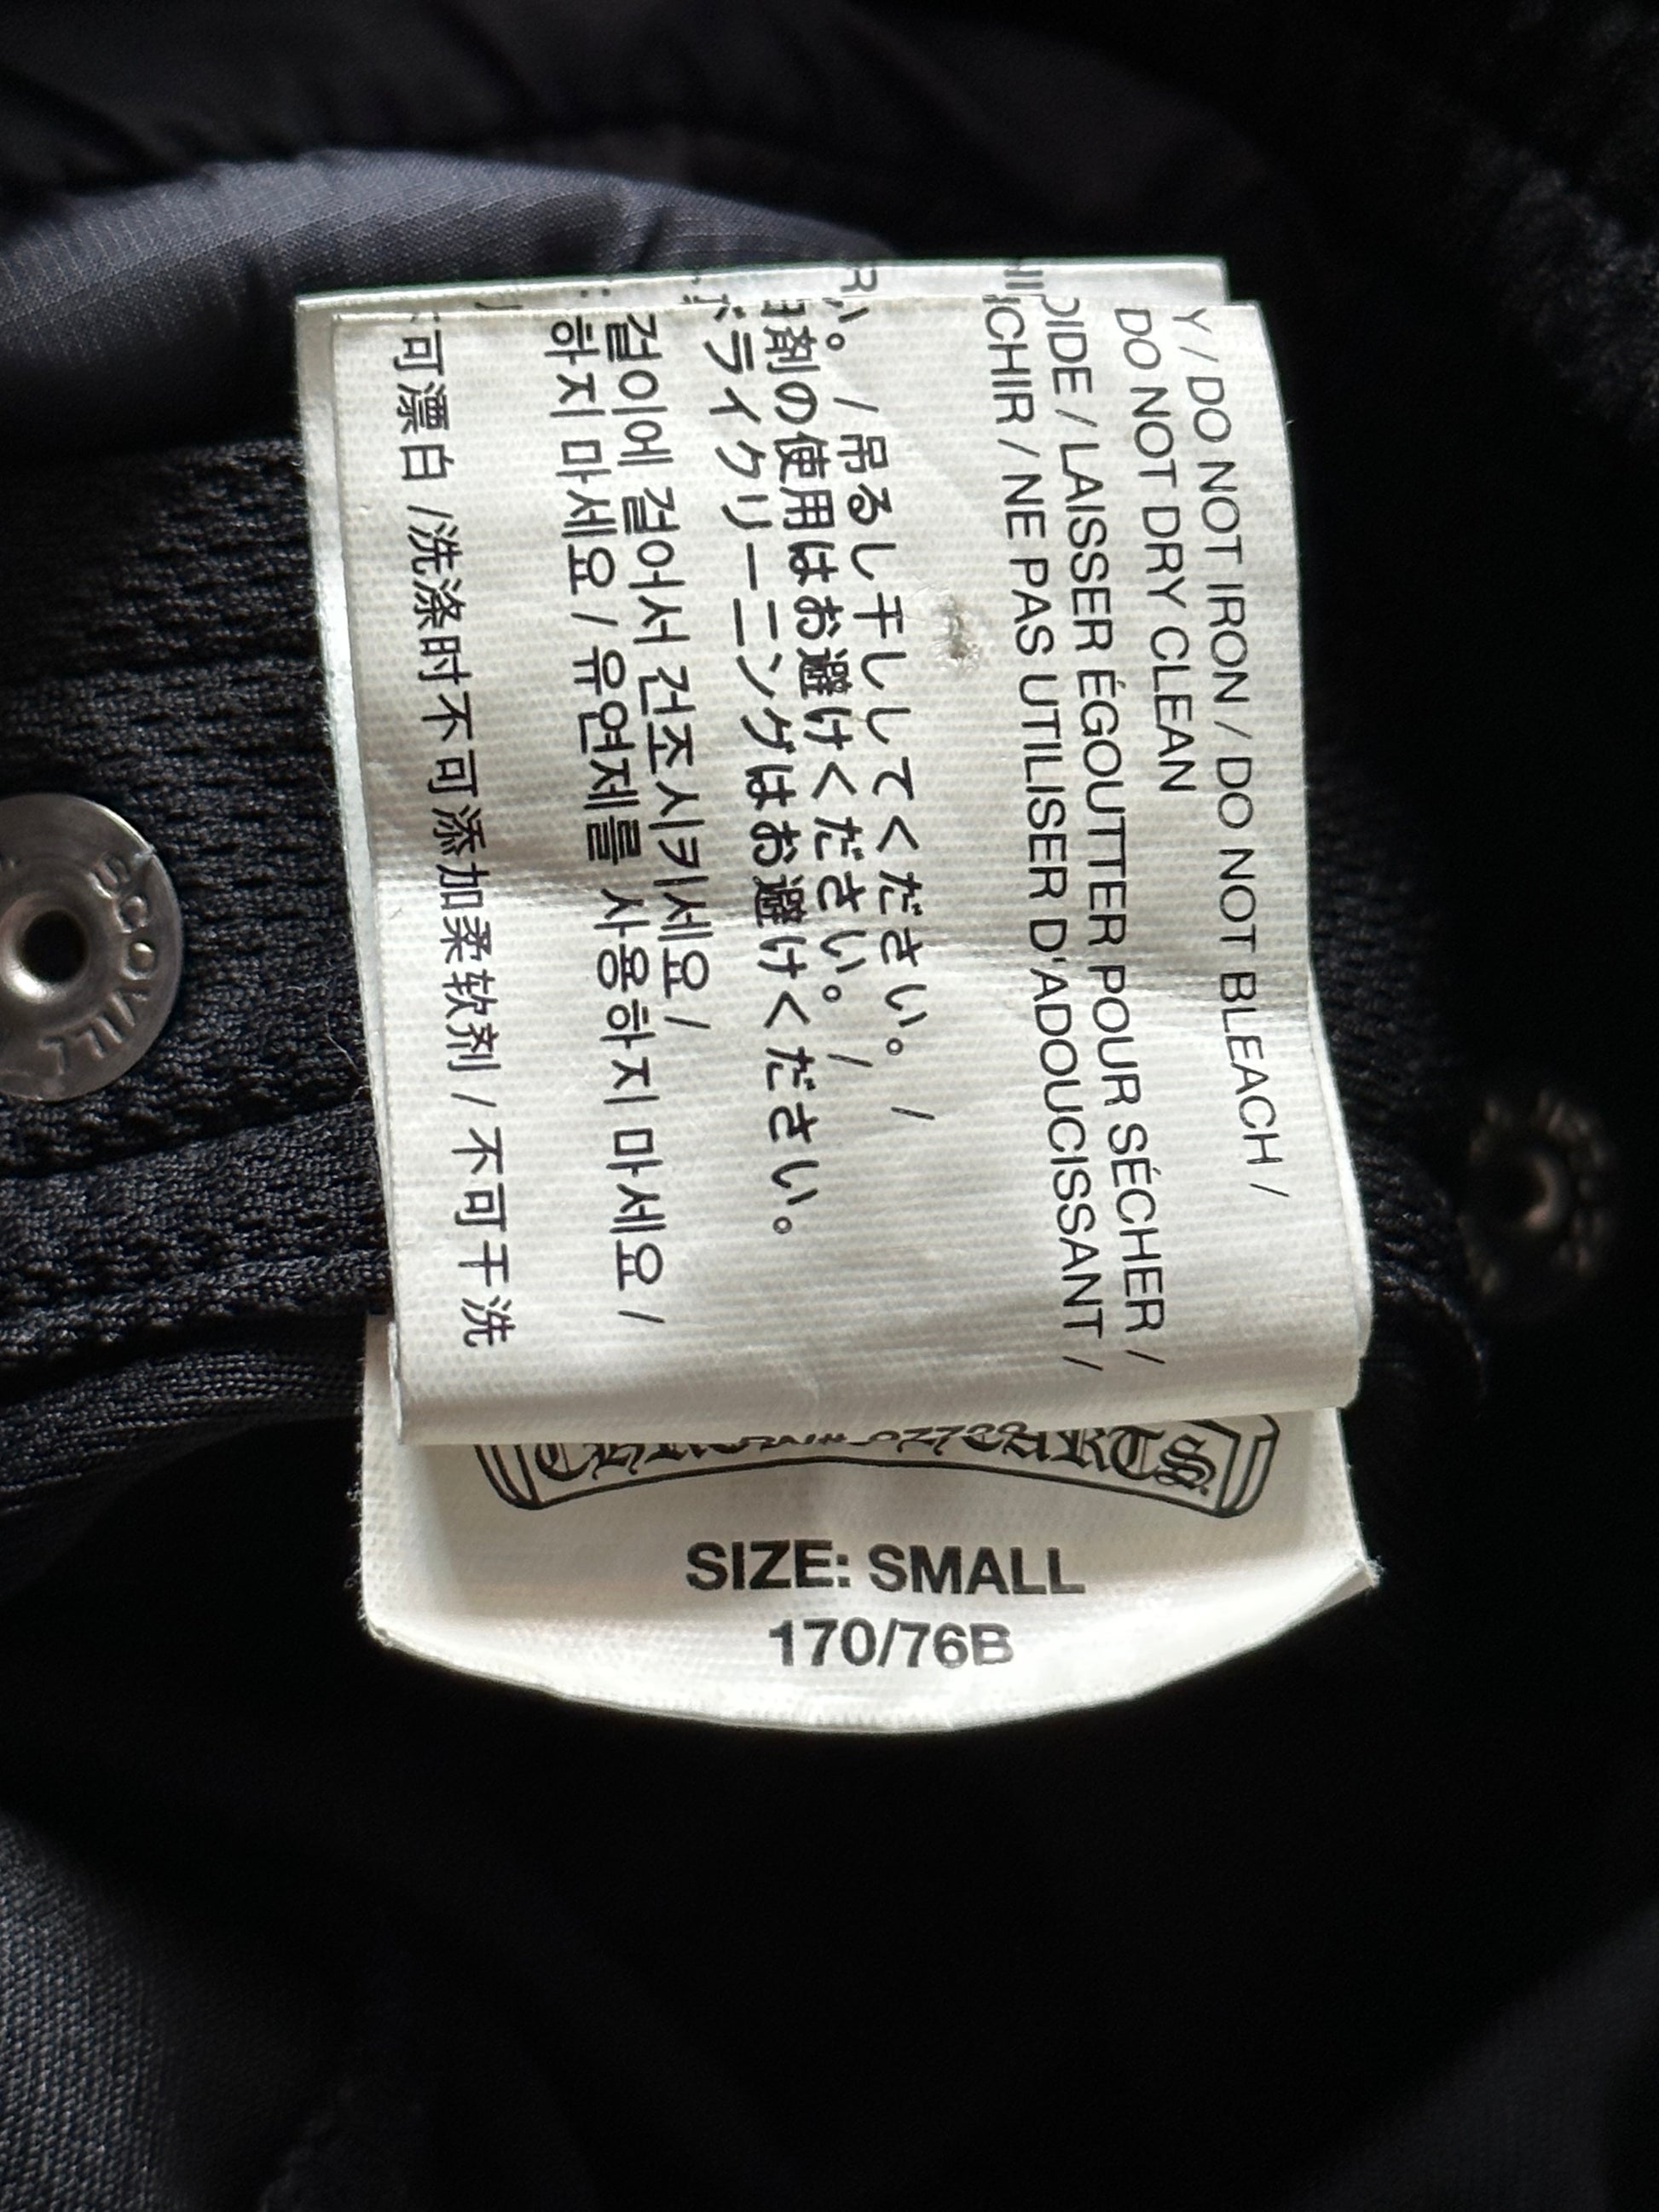 Y / DO NOT IRON / DO NOT BLEACH /
DO NOT DRY CLEAN
/ LAISSER ÉGOUTTER POUR SÉCHER /
/ NE PAS UTILISER D'ADOUCISSANT /
い。 / 吊るし干ししてください。 /
剤の使用はお避けください。 /
ドライクリーニングはお避けください。
걸이에 걸어서 건조시키세요 /
하지 마세요 / 유연제를 사용하지 마세요 /
可漂白 /洗涤时不可添加柔软剂 / 不可干洗
SIZE: SMALL
170/76B
SCOVILL